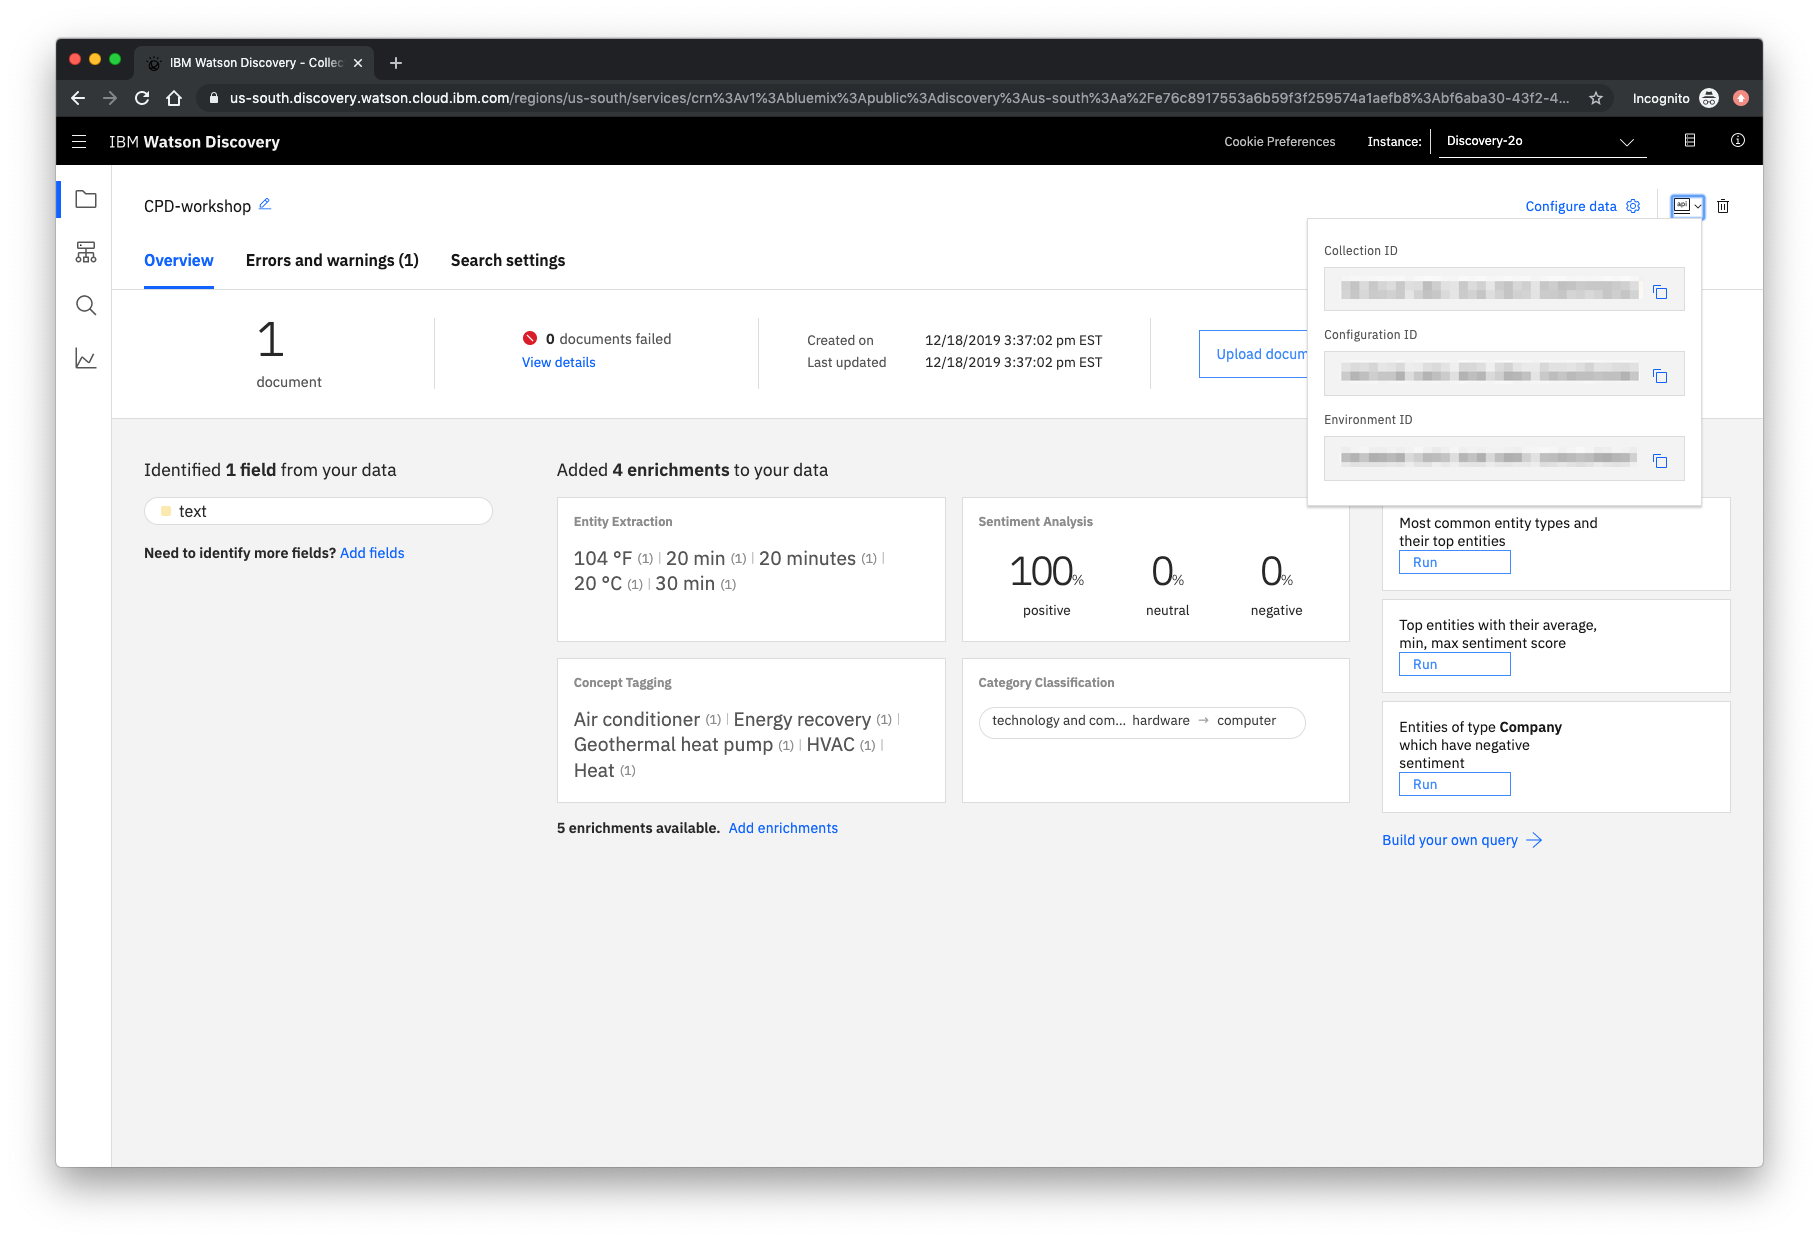 IBM Watson Discovery - Collec
us-south.discovery.watson.cloud.ibm.com/regions/us-south/services/crn%3Av1%3Abluemix%3Apublic%3Adiscovery%3Aus-south%3Aa%2Fe76c8917553a6b59f3f259574a1aefb8%3Abf6aba30-43f2-4...
Incognito
IBM Watson Discovery
Cookie Preferences
Instance:
Discovery-2o
CPD-workshop
Configure data
api
Overview
Errors and warnings (1)
Search settings
Collection ID
Configuration ID
Environment ID
1
document
0 documents failed
View details
Created on 12/18/2019 3:37:02 pm EST
Last updated 12/18/2019 3:37:02 pm EST
Upload docum
Identified 1 field from your data
text
Need to identify more fields? Add fields
Added 4 enrichments to your data
Entity Extraction
104 °F (1) | 20 min (1) | 20 minutes (1) |
20 °C (1) | 30 min (1)
Sentiment Analysis
100% 0% 0%
positive neutral negative
Concept Tagging
Air conditioner (1) | Energy recovery (1) |
Geothermal heat pump (1) | HVAC (1) |
Heat (1)
Category Classification
technology and com... hardware → computer
5 enrichments available. Add enrichments
Most common entity types and
their top entities
Run
Top entities with their average,
min, max sentiment score
Run
Entities of type Company
which have negative
sentiment
Run
Build your own query →